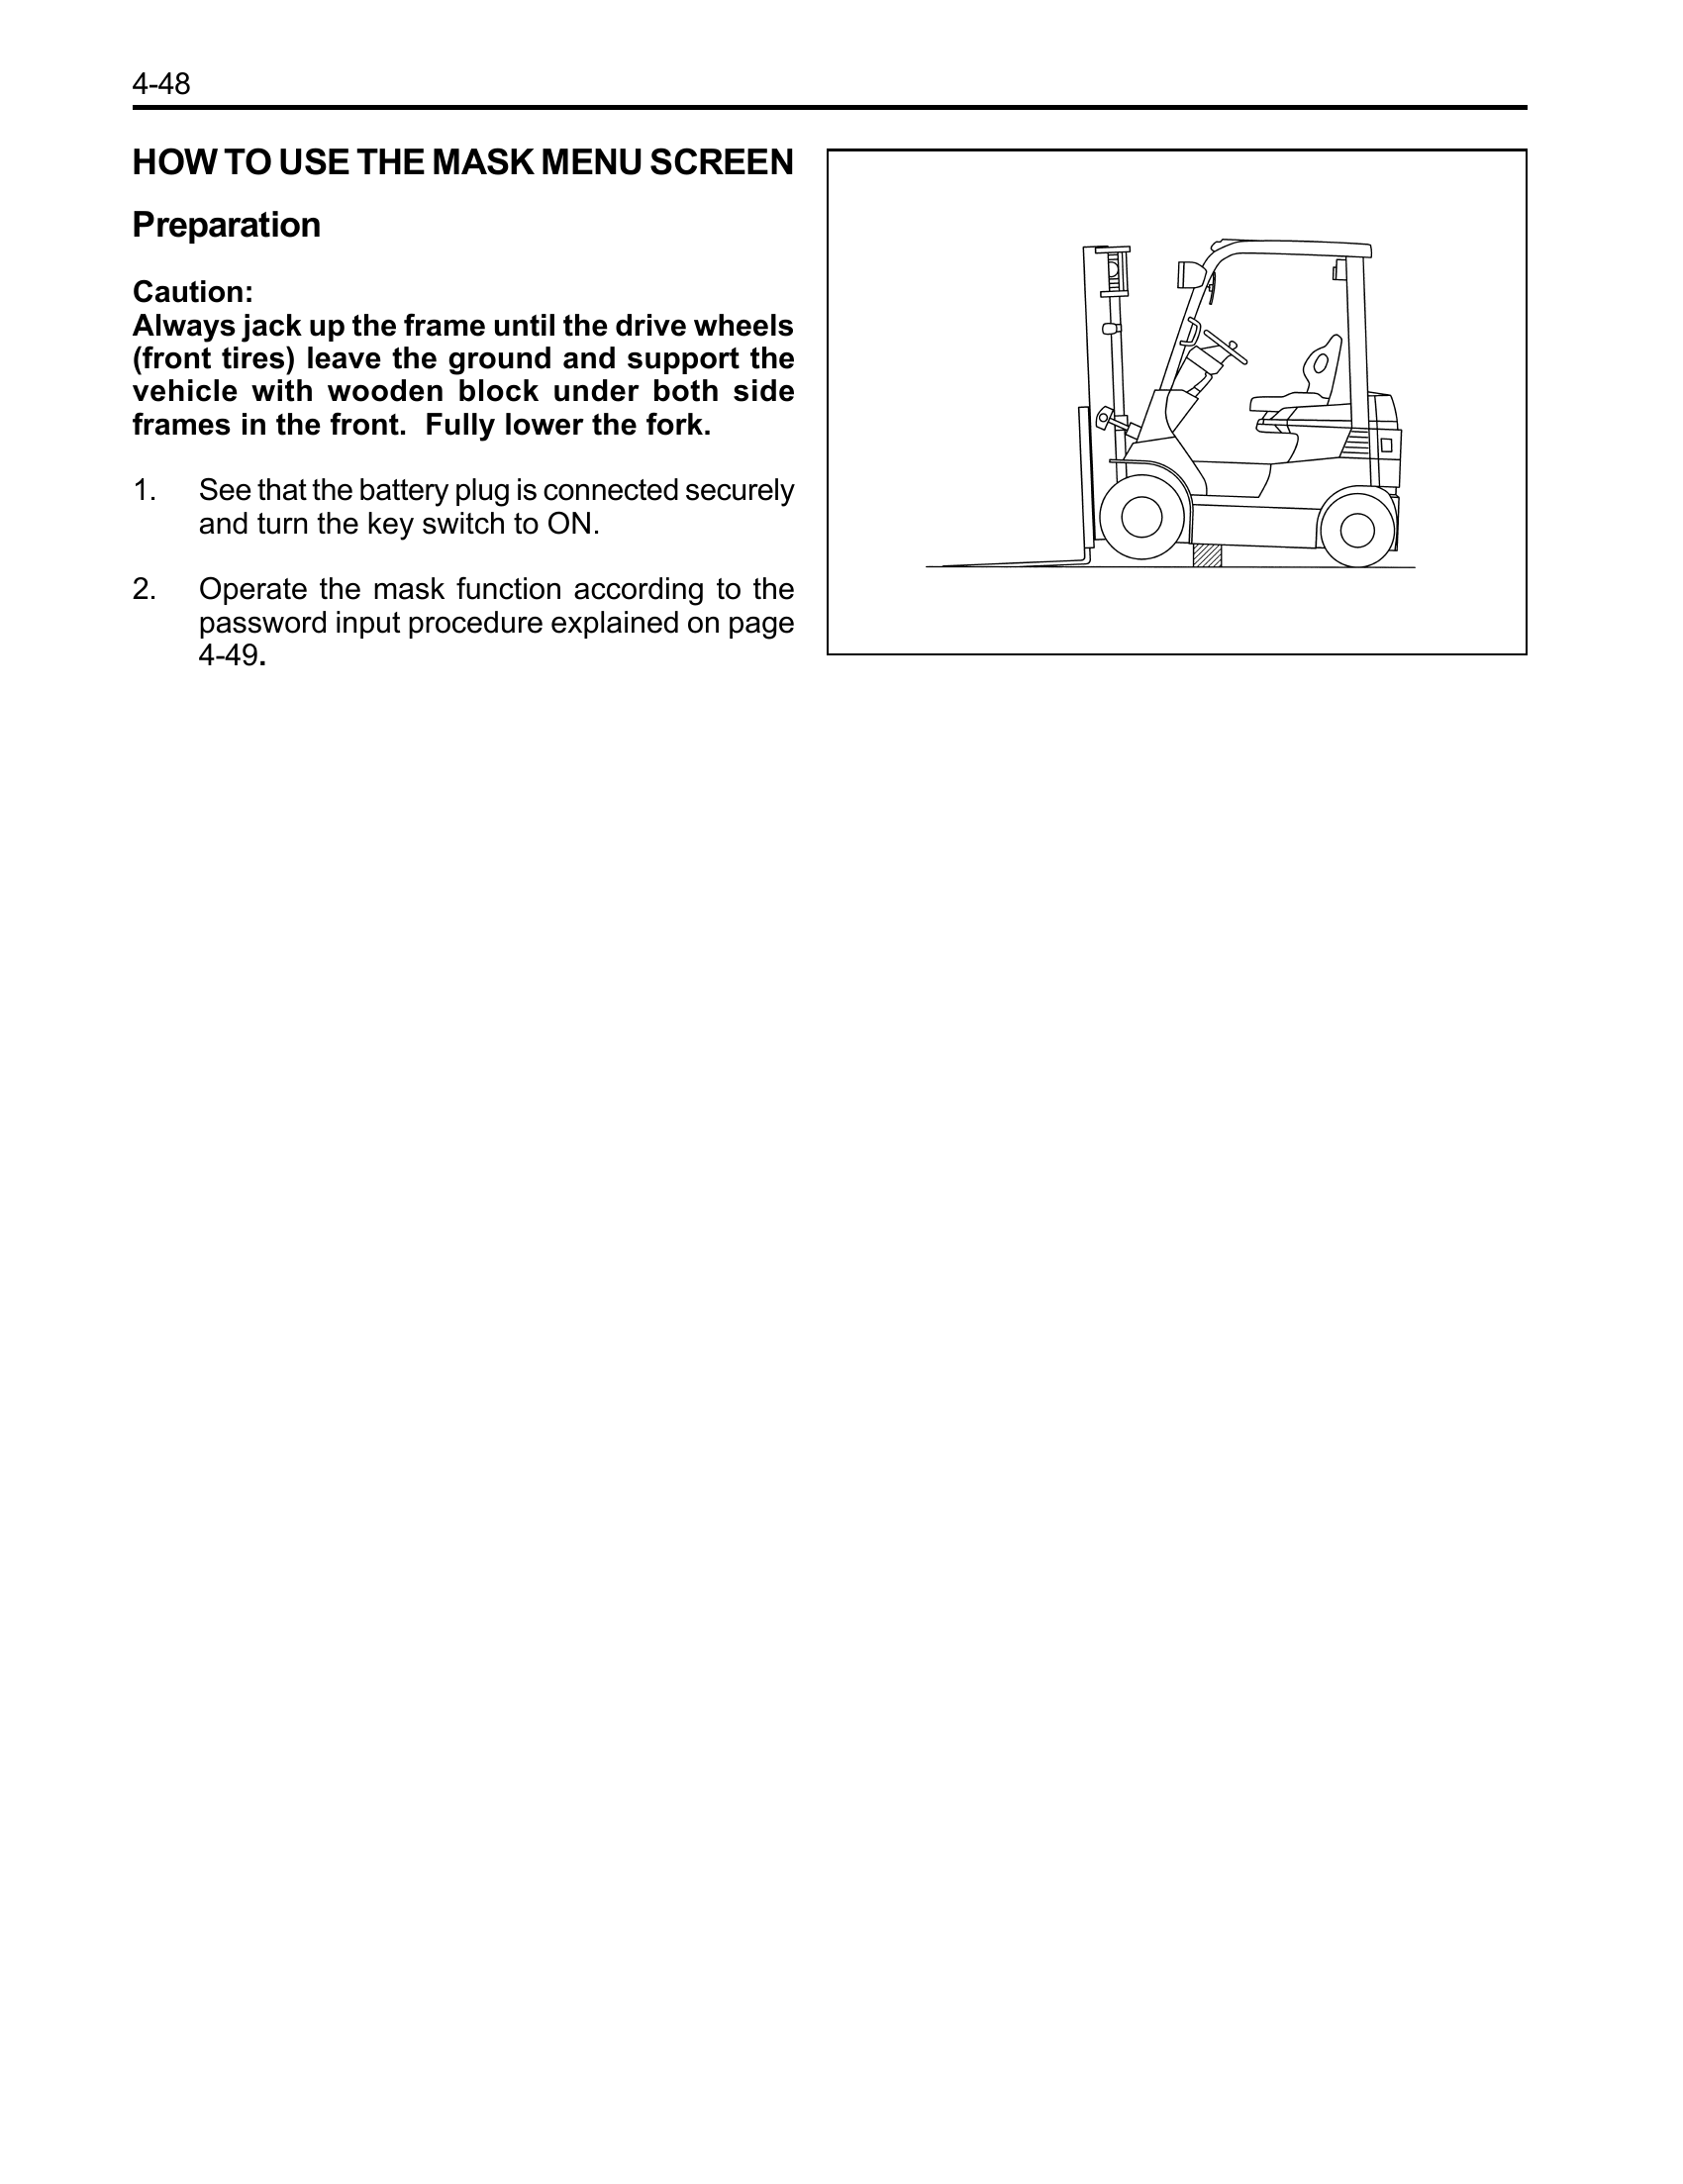 4-48
HOW TO USE THE MASK MENU SCREEN
Preparation
Caution:
Always jack up the frame until the drive wheels
(front tires) leave the ground and support the
vehicle with wooden block under both side
frames in the front.  Fully lower the fork.
1. See that the battery plug is connected securely
and turn the key switch to ON.
2. Operate the mask function according to the
password input procedure explained on page
4-49.